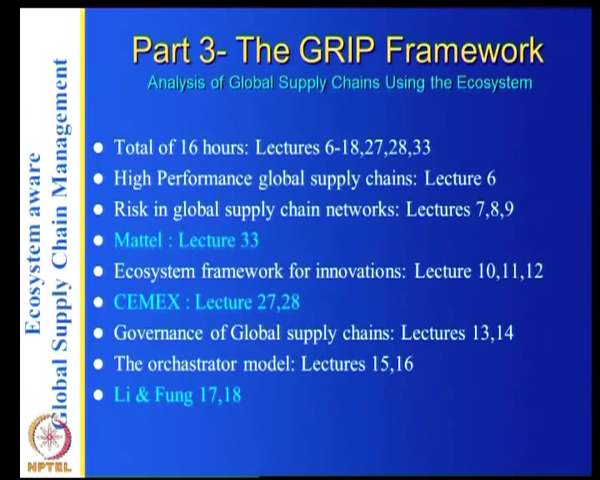 Part 3- The GRIP Framework
Analysis of Global Supply Chains Using the Ecosystem
Total of 16 hours: Lectures 6-18,27,28,33
High Performance global supply chains: Lecture 6
Risk in global supply chain networks: Lectures 7,8,9
Mattel : Lecture 33
Ecosystem framework for innovations: Lecture 10,11,12
CEMEX : Lecture 27,28
Governance of Global supply chains: Lectures 13,14
The orchastrator model: Lectures 15,16
Li & Fung 17,18
Ecosystem aware
Global Supply Chain Management
NPTEL